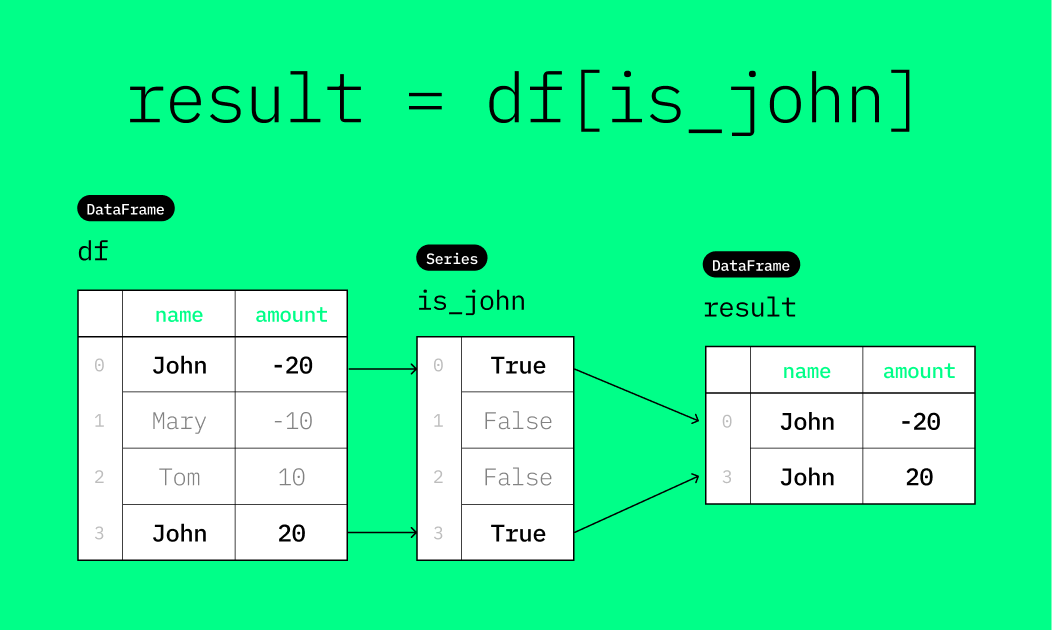 result = df[is_john]
DataFrame
df
name amount
0 John -20
1 Mary -10
2 Tom 10
3 John 20
Series
is_john
0 True
1 False
2 False
3 True
DataFrame
result
name amount
0 John -20
3 John 20